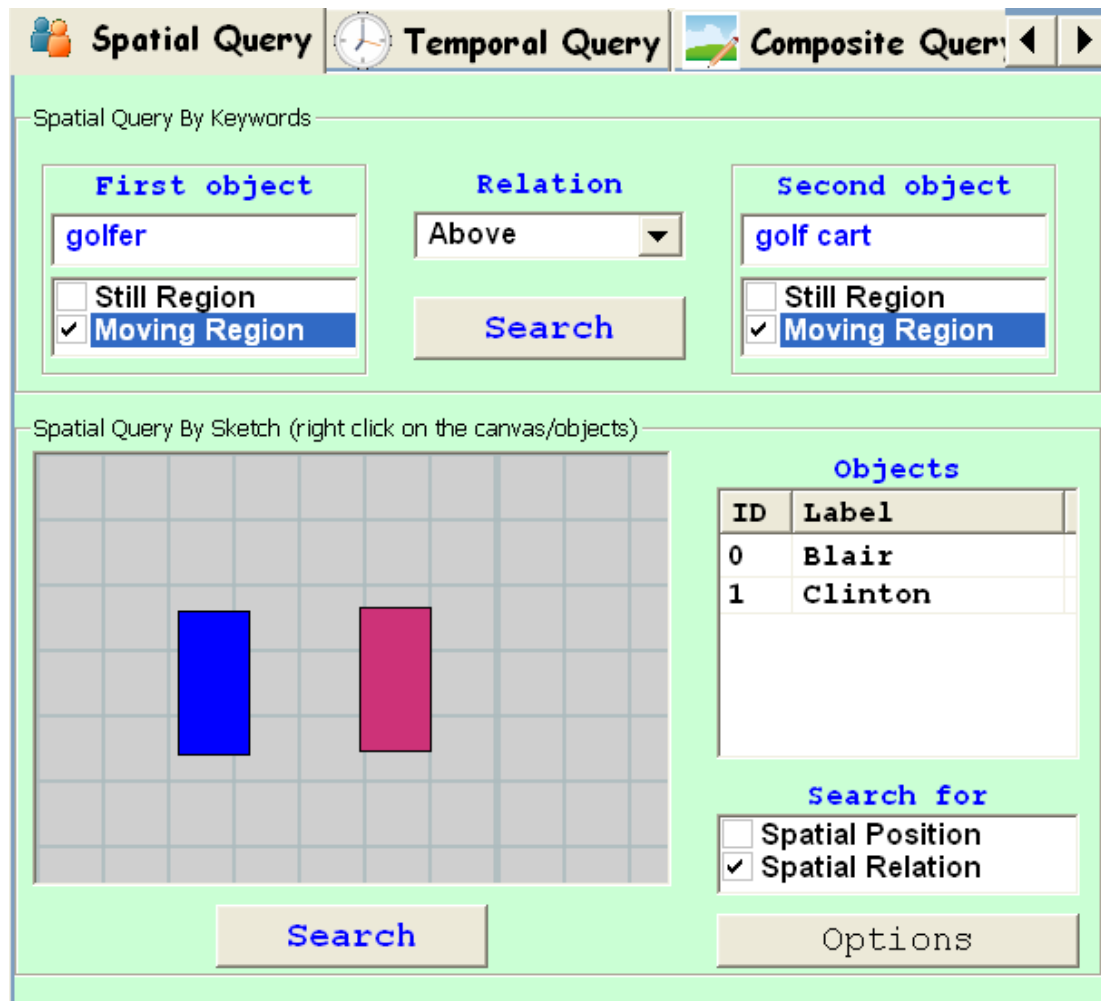 Spatial Query Temporal Query Composite Query
Spatial Query By Keywords
First object Relation Second object
golfer Above golf cart
Still Region Still Region
Moving Region Search Moving Region
Spatial Query By Sketch (right click on the canvas/objects)
Objects
ID Label
0 Blair
1 Clinton
Search for
Spatial Position
Spatial Relation
Search Options